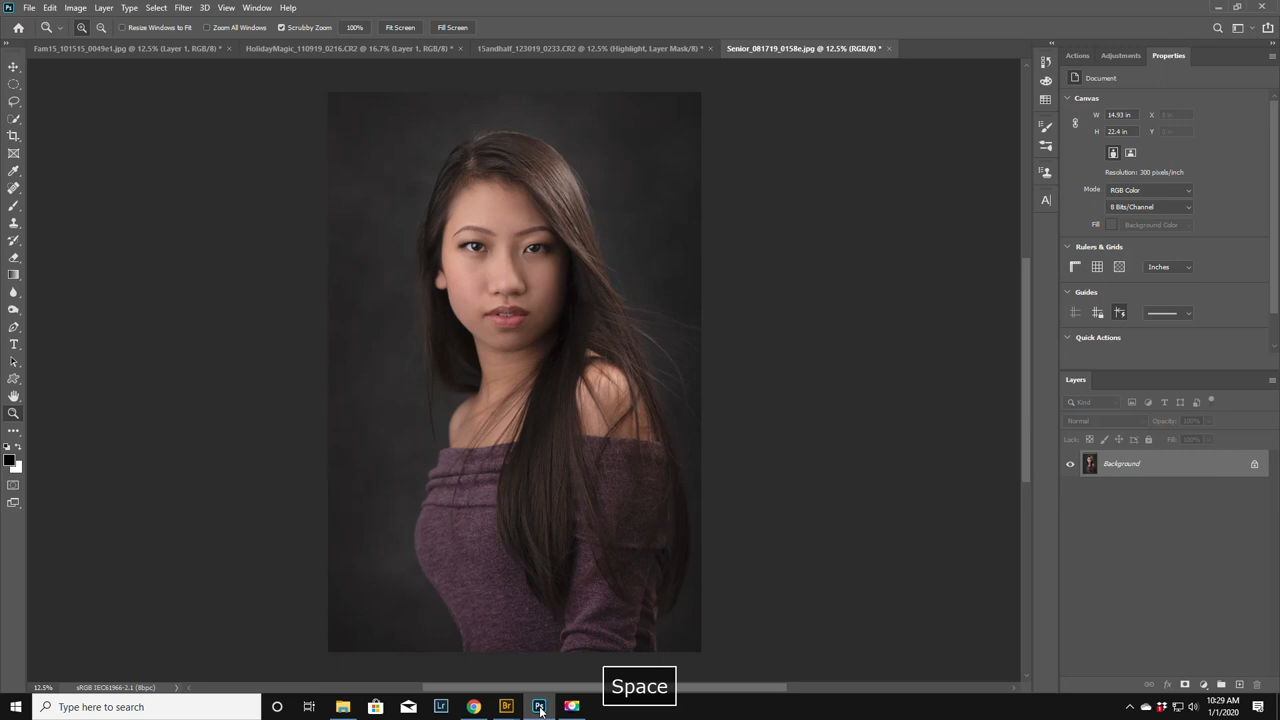 Ps File Edit Image Layer Type Select Filter 3D View Window Help
Resize Windows to Fit Zoom All Windows Scrubby Zoom 100% Fit Screen Fill Screen
Fam15_101515_0049e1.jpg @ 12.5% (Layer 1, RGB/8) * × HolidayMagic_110919_0216.CR2 @ 16.7% (Layer 1, RGB/8) * × 15andhalf_123019_0233.CR2 @ 12.5% (Highlight, Layer Mask/8) * × Senior_081719_0158e.jpg @ 12.5% (RGB/8) * ×
Actions Adjustments Properties
Document
Canvas
W 14.93 in X
H 22.4 in Y
Resolution: 300 pixels/inch
Mode RGB Color
8 Bits/Channel
Fill Background Color
Rulers & Grids
Inches
Guides
Quick Actions
Layers
Kind
Normal Opacity: 100%
Lock: Fill: 100%
Background
12.5% sRGB IEC61966-2.1 (8bpc)
Space
Type here to search Lr Br Ps
10:29 AM
1/1/2020